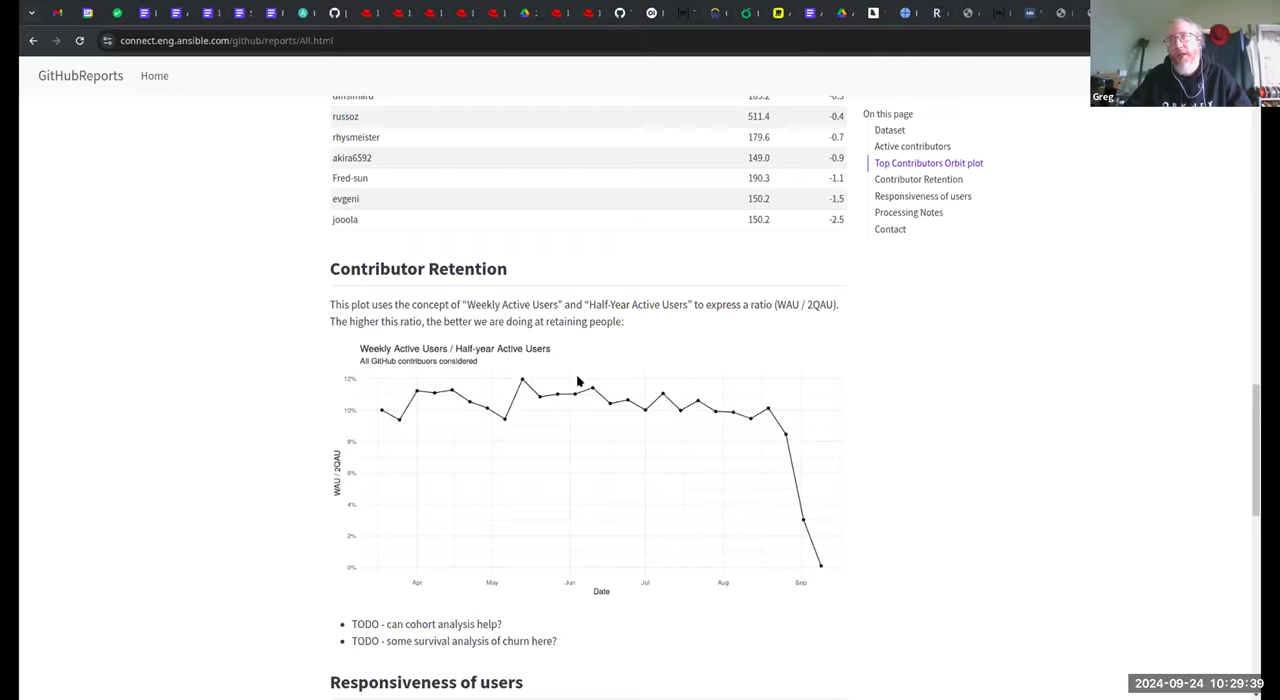 connect.eng.ansible.com/github/reports/All.html
GitHubReports Home
Greg
russoz 511.4 -0.4
rhysmeister 179.6 -0.7
akira6592 149.0 -0.9
Fred-sun 190.3 -1.1
evgeni 150.2 -1.5
jooola 150.2 -2.5
On this page
Dataset
Active contributors
Top Contributors Orbit plot
Contributor Retention
Responsiveness of users
Processing Notes
Contact
Contributor Retention
This plot uses the concept of “Weekly Active Users” and “Half-Year Active Users” to express a ratio (WAU / 2QAU).
The higher this ratio, the better we are doing at retaining people:
Weekly Active Users / Half-year Active Users
All GitHub contribuors considered
12%
10%
8%
6%
4%
2%
0%
WAU / 2QAU
Apr May Jun Jul Aug Sep
Date
• TODO - can cohort analysis help?
• TODO - some survival analysis of churn here?
Responsiveness of users
2024-09-24 10:29:39